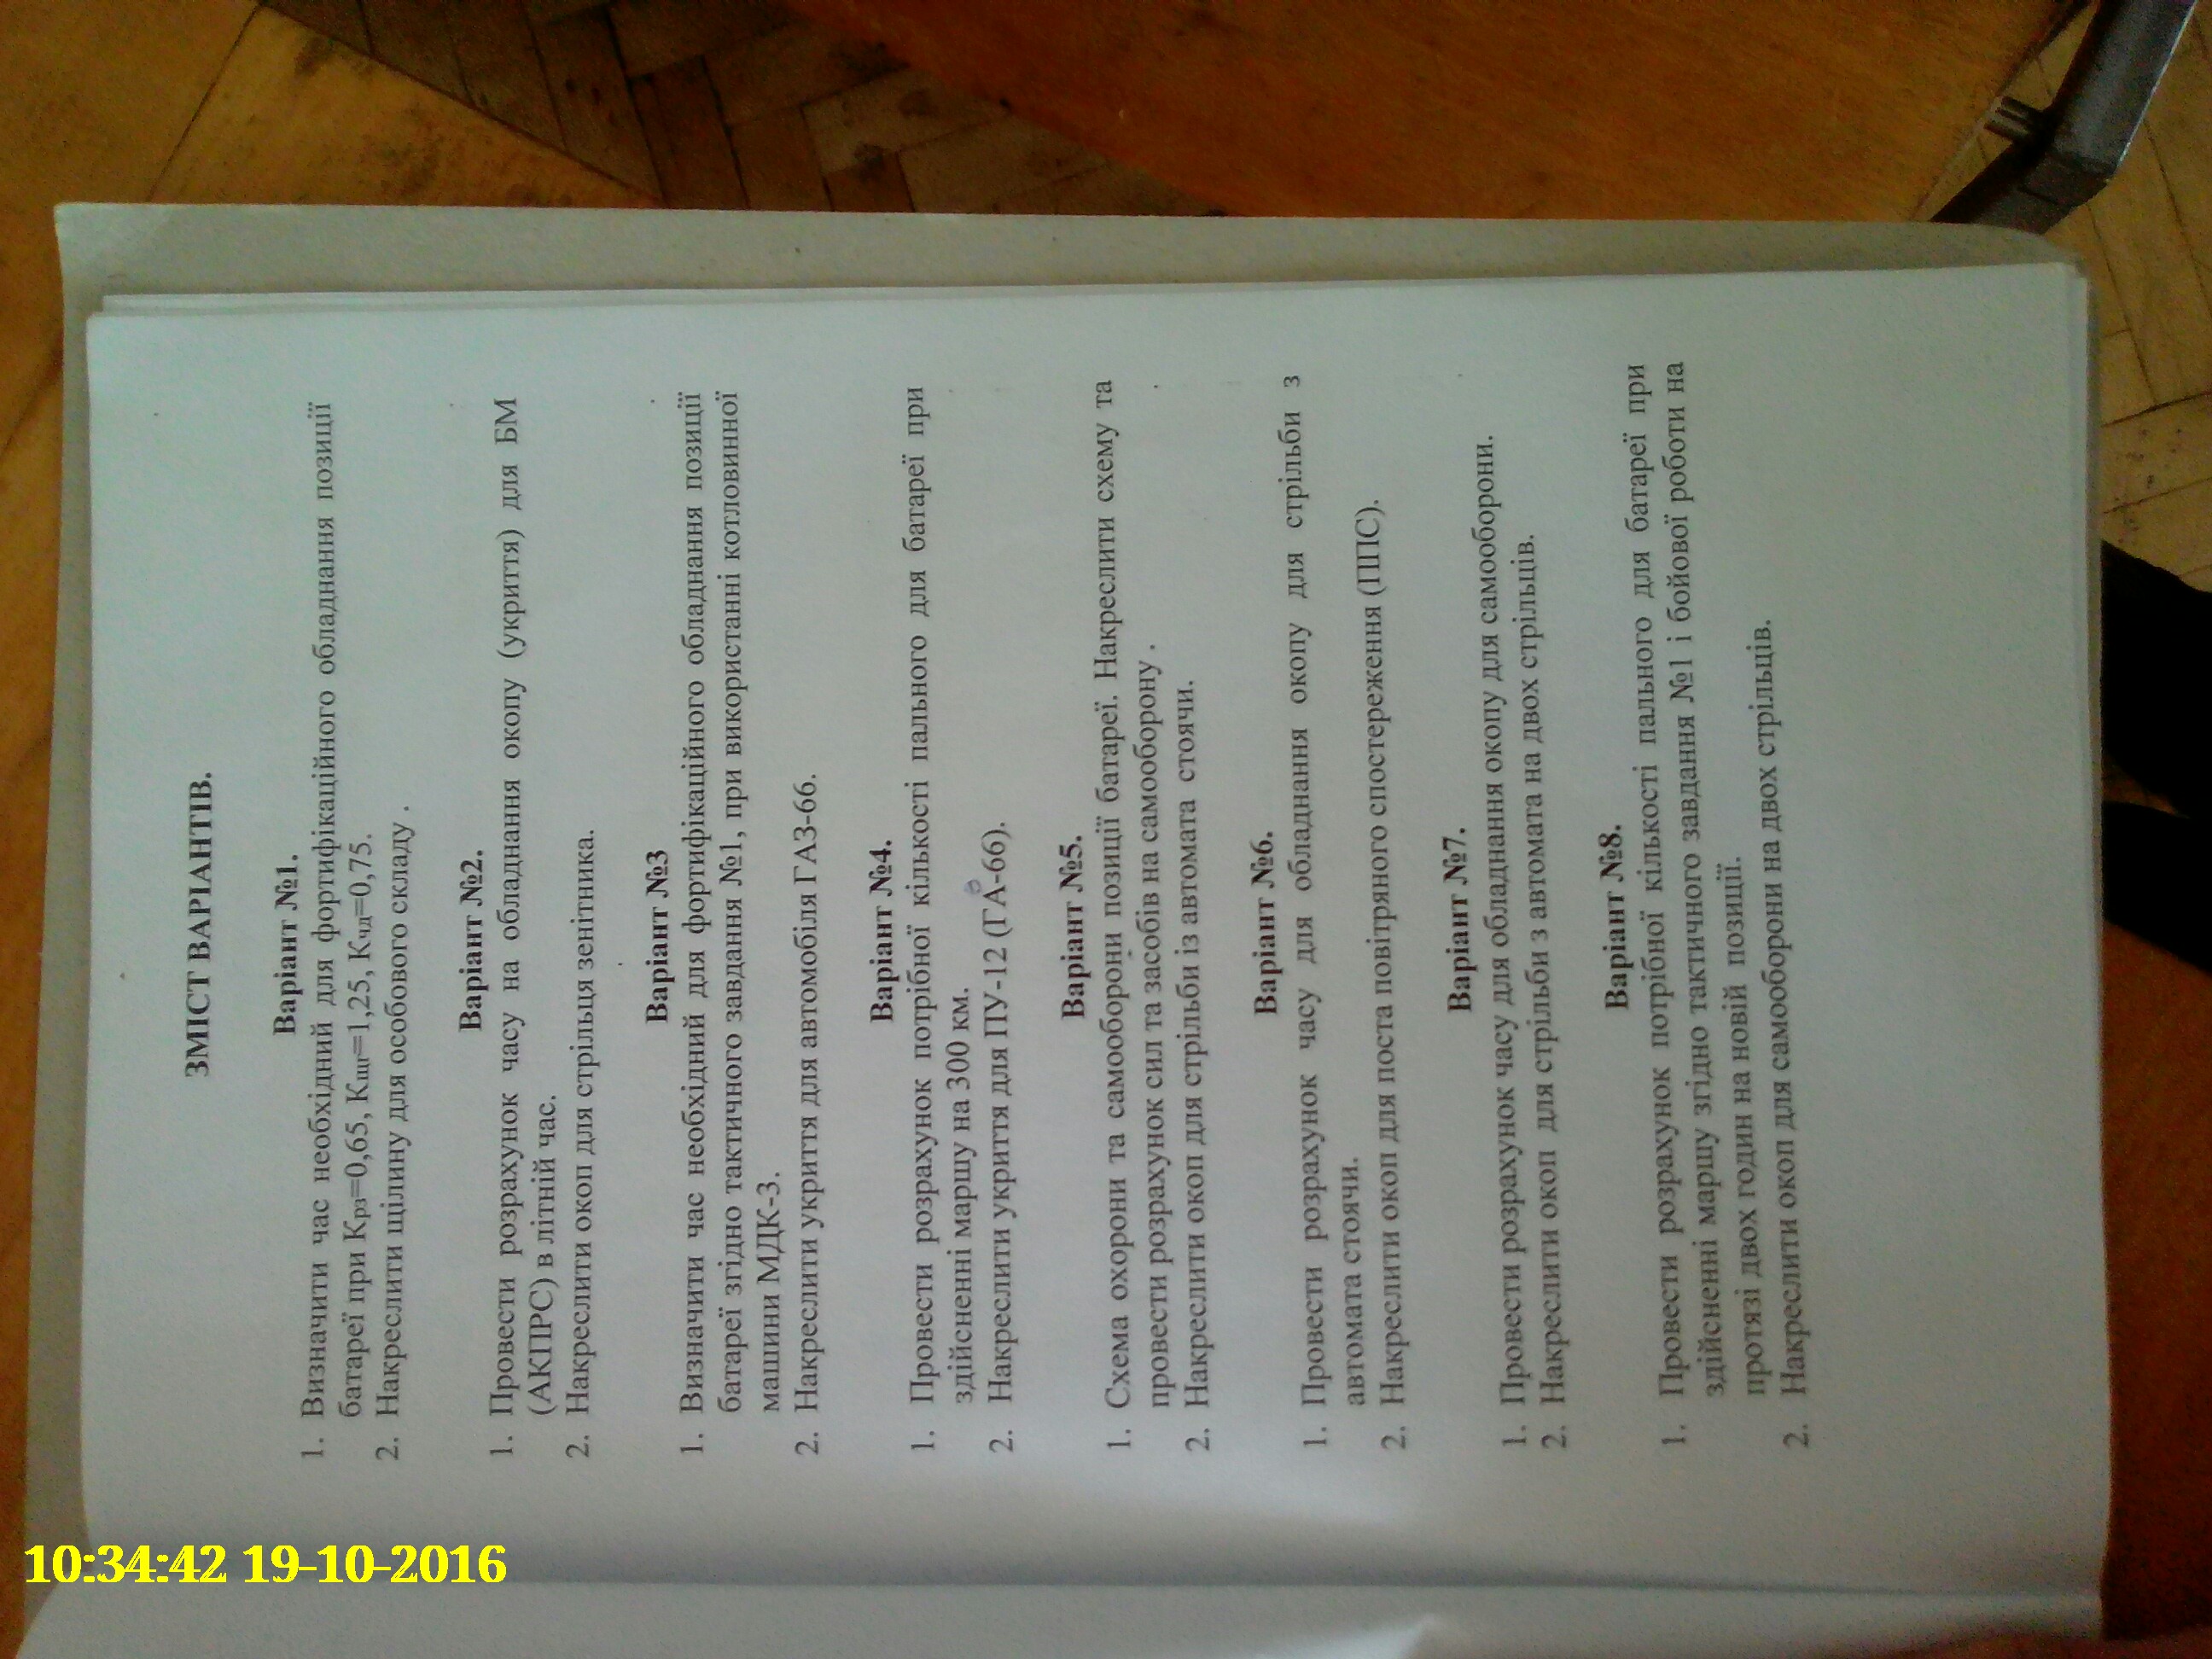 10:34:42 19-10-2016
ЗМІСТ ВАРІАНТІВ.
Варіант №1.
1. Визначити час необхідний для фортифікаційного обладнання позиції
батареї при Крз=0,65, Кщг=1,25, Кчд=0,75.
2. Накреслити щілину для особового складу .
Варіант №2.
1. Провести розрахунок часу на обладнання окопу (укриття) для БМ
(АКПРС) в літній час.
2. Накреслити окоп для стрільця зенітника.
Варіант №3
1. Визначити час необхідний для фортифікаційного обладнання позиції
батареї згідно тактичного завдання №1, при використанні котловинної
машини МДК-3.
2. Накреслити укриття для автомобіля ГАЗ-66.
Варіант №4.
1. Провести розрахунок потрібної кількості пального для батареї при
здійсненні маршу на 300 км.
2. Накреслити укриття для ПУ-12 (ГА-66).
Варіант №5.
1. Схема охорони та самооборони позиції батареї. Накреслити схему та
провести розрахунок сил та засобів на самооборону .
2. Накреслити окоп для стрільби із автомата стоячи.
Варіант №6.
1. Провести розрахунок часу для обладнання окопу для стрільби з
автомата стоячи.
2. Накреслити окоп для поста повітряного спостереження (ППС).
Варіант №7.
1. Провести розрахунок часу для обладнання окопу для самооборони.
2. Накреслити окоп для стрільби з автомата на двох стрільців.
Варіант №8.
1. Провести розрахунок потрібної кількості пального для батареї при
здійсненні маршу згідно тактичного завдання №1 і бойової роботи на
протязі двох годин на новій позиції.
2. Накреслити окоп для самооборони на двох стрільців.